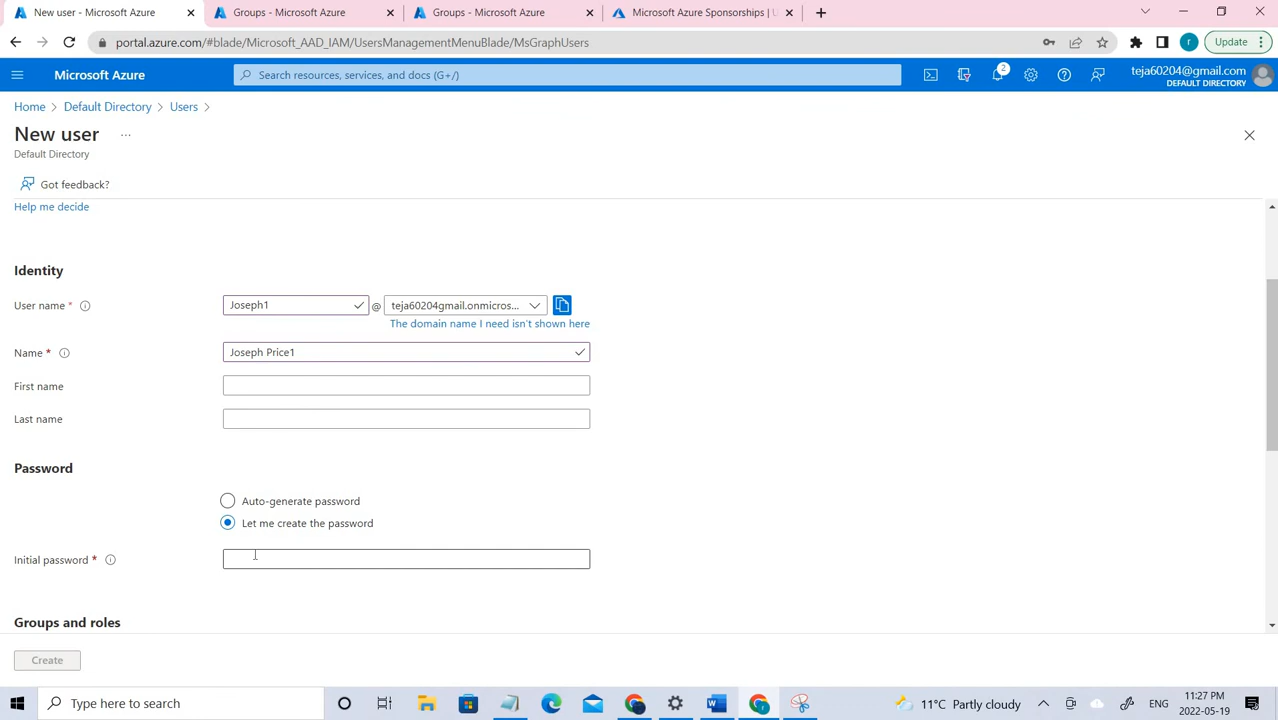 New user - Microsoft Azure
Groups - Microsoft Azure
Groups - Microsoft Azure
Microsoft Azure Sponsorships | U
portal.azure.com/#blade/Microsoft_AAD_IAM/UsersManagementMenuBlade/MsGraphUsers
r
Update
Microsoft Azure
Search resources, services, and docs (G+/)
2
teja60204@gmail.com
DEFAULT DIRECTORY
Home > Default Directory > Users >
New user ...
Default Directory
Got feedback?
Help me decide
Identity
User name *
Joseph1
@
teja60204gmail.onmicros...
The domain name I need isn't shown here
Name *
Joseph Price1
First name
Last name
Password
Auto-generate password
Let me create the password
Initial password *
Groups and roles
Create
Type here to search
11°C Partly cloudy
ENG
11:27 PM
2022-05-19